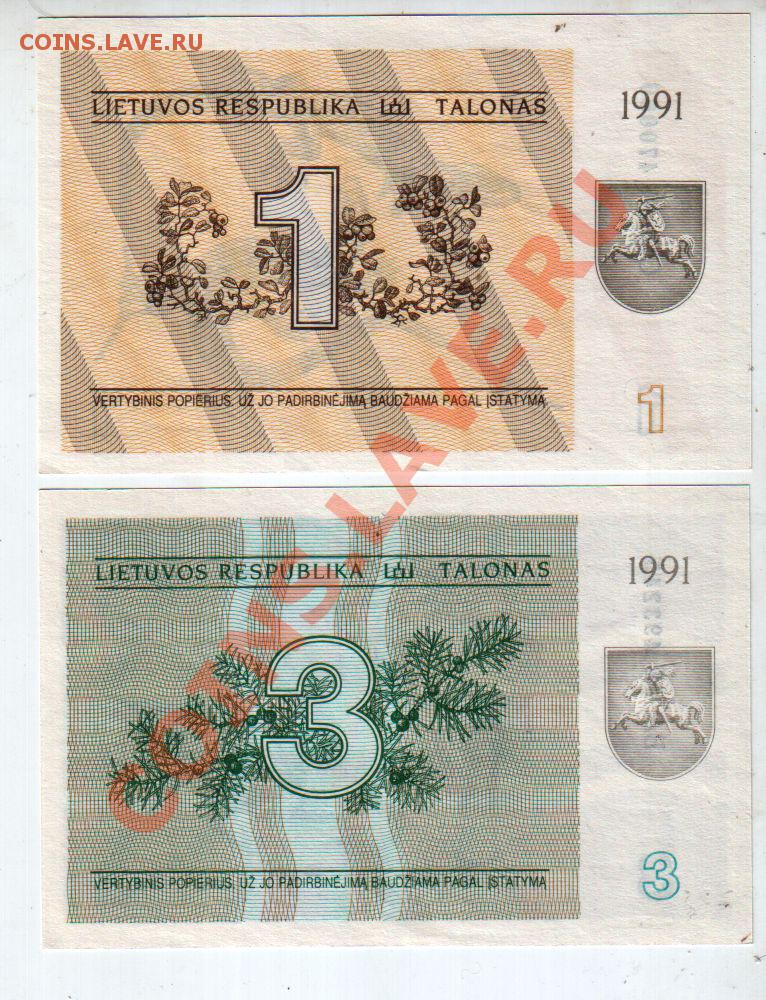 COINS.LAVE.RU
LIETUVOS RESPUBLIKA TALONAS
1991
1
VERTYBINIS POPIERIUS. UŽ JO PADIRBINĖJIMĄ BAUDŽIAMA PAGAL ĮSTATYMĄ
1
LIETUVOS RESPUBLIKA TALONAS
1991
3
VERTYBINIS POPIERIUS. UŽ JO PADIRBINĖJIMĄ BAUDŽIAMA PAGAL ĮSTATYMĄ
3
COINS.LAVE.RU